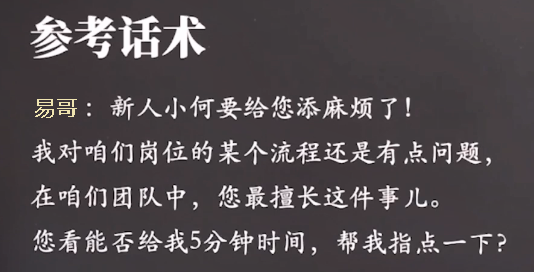 参考话术
易哥：新人小何要给您添麻烦了！
我对咱们岗位的某个流程还是有点问题，
在咱们团队中，您最擅长这件事儿。
您看能否给我5分钟时间，帮我指点一下？